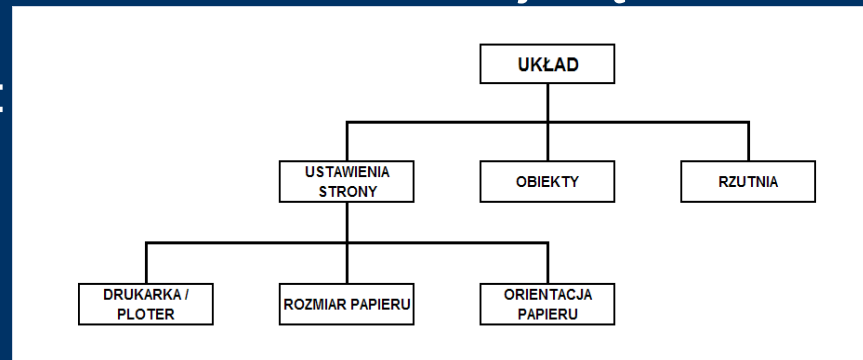 UKŁAD
USTAWIENIA
STRONY
OBIEKTY
RZUTNIA
DRUKARKA /
PLOTER
ROZMIAR PAPIERU
ORIENTACJA
PAPIERU